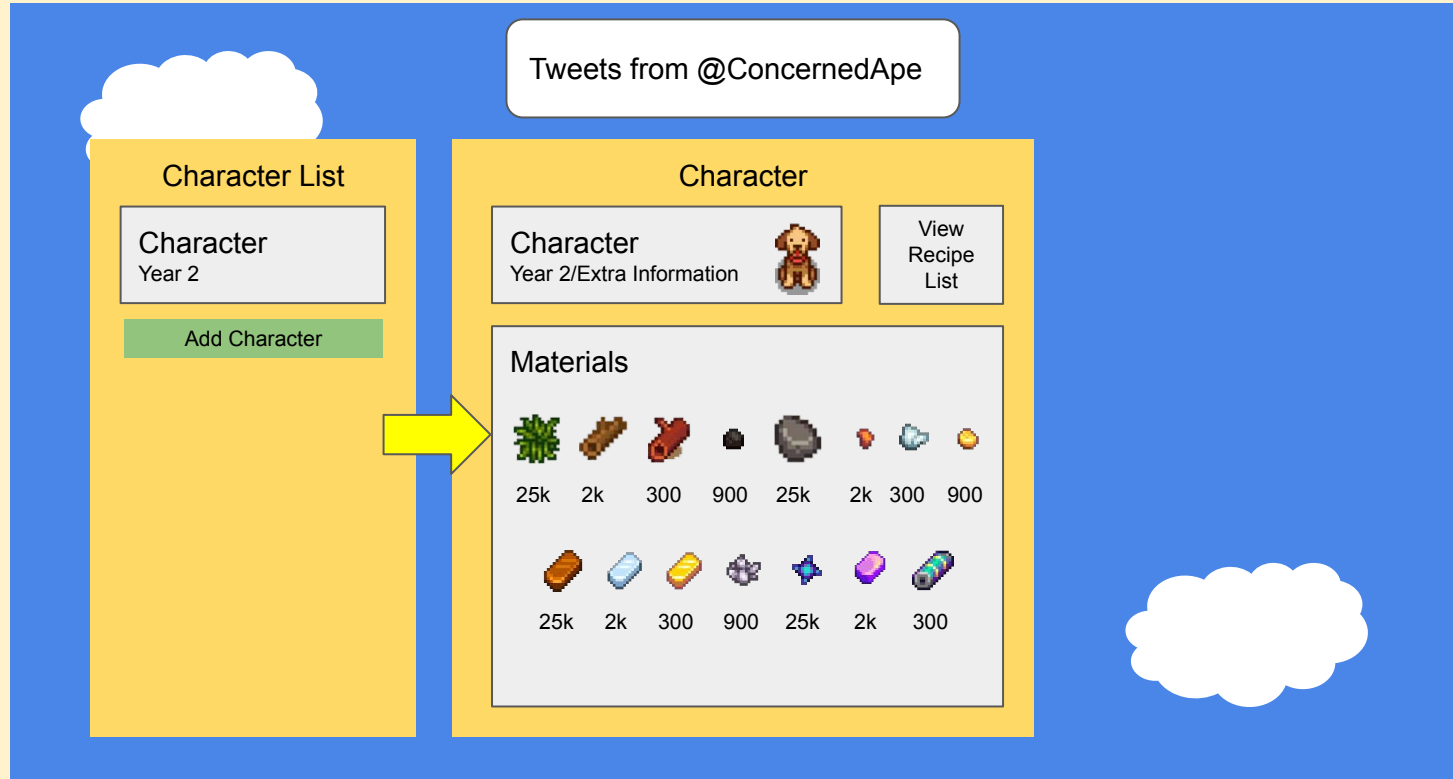 Tweets from @ConcernedApe
Character List
Character
Year 2
Add Character
Character
Character
Year 2/Extra Information
View
Recipe
List
Materials
25k 2k 300 900 25k 2k 300 900
25k 2k 300 900 25k 2k 300